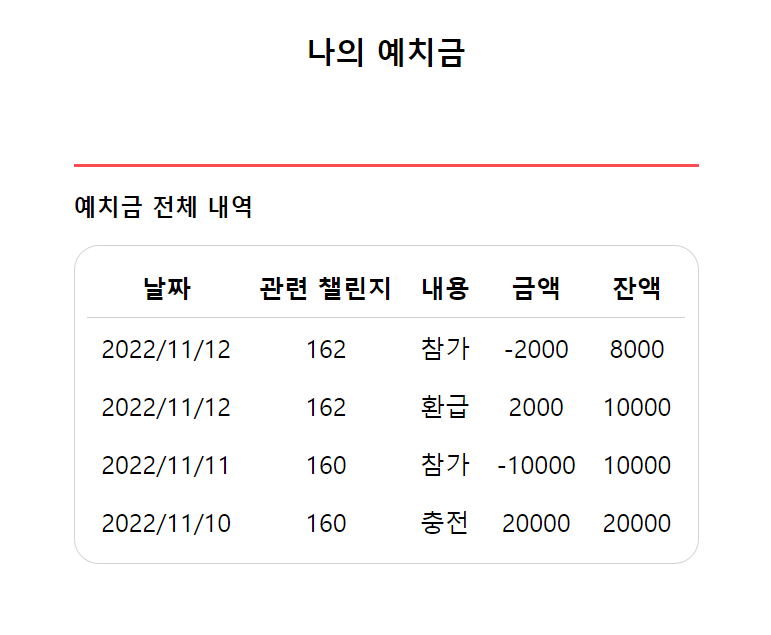 나의 예치금
예치금 전체 내역
날짜 관련 챌린지 내용 금액 잔액
2022/11/12 162 참가 -2000 8000
2022/11/12 162 환급 2000 10000
2022/11/11 160 참가 -10000 10000
2022/11/10 160 충전 20000 20000